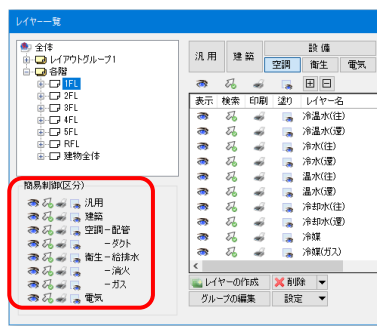 レイヤー一覧
全体
レイアウトグループ1
各階
1FL
2FL
3FL
4FL
5FL
RFL
建物全体
汎用 建築 設備
空調 衛生 電気
表示 検索 印刷 塗り レイヤー名
冷温水(往)
冷温水(還)
冷水(往)
冷水(還)
温水(往)
温水(還)
冷却水(往)
冷却水(還)
冷媒
冷媒(ガス)
簡易制御(区分)
汎用
建築
空調－配管
－ダクト
衛生－給排水
－消火
－ガス
電気
レイヤーの作成 削除
グループの編集 設定